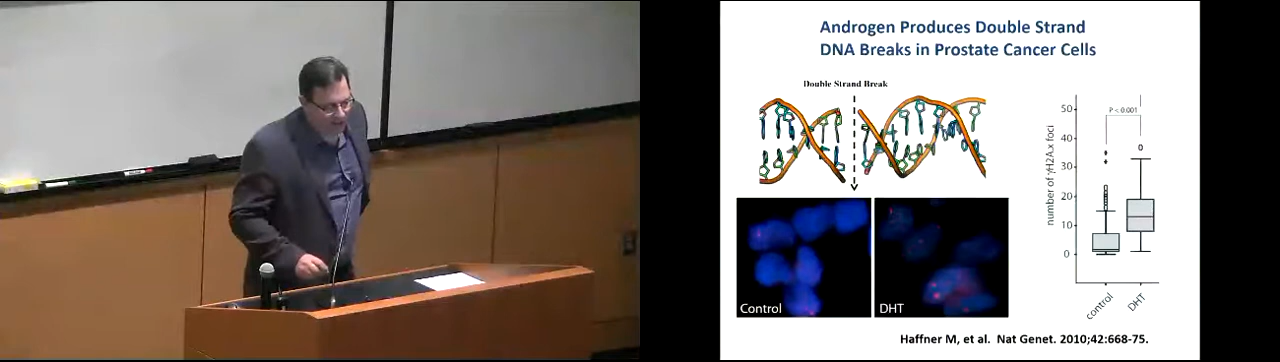 Androgen Produces Double Strand
DNA Breaks in Prostate Cancer Cells
Double Strand Break
Control
DHT
number of γH2A.x foci
50
40
30
20
10
0
P < 0.001
control
DHT
Haffner M, et al. Nat Genet. 2010;42:668-75.